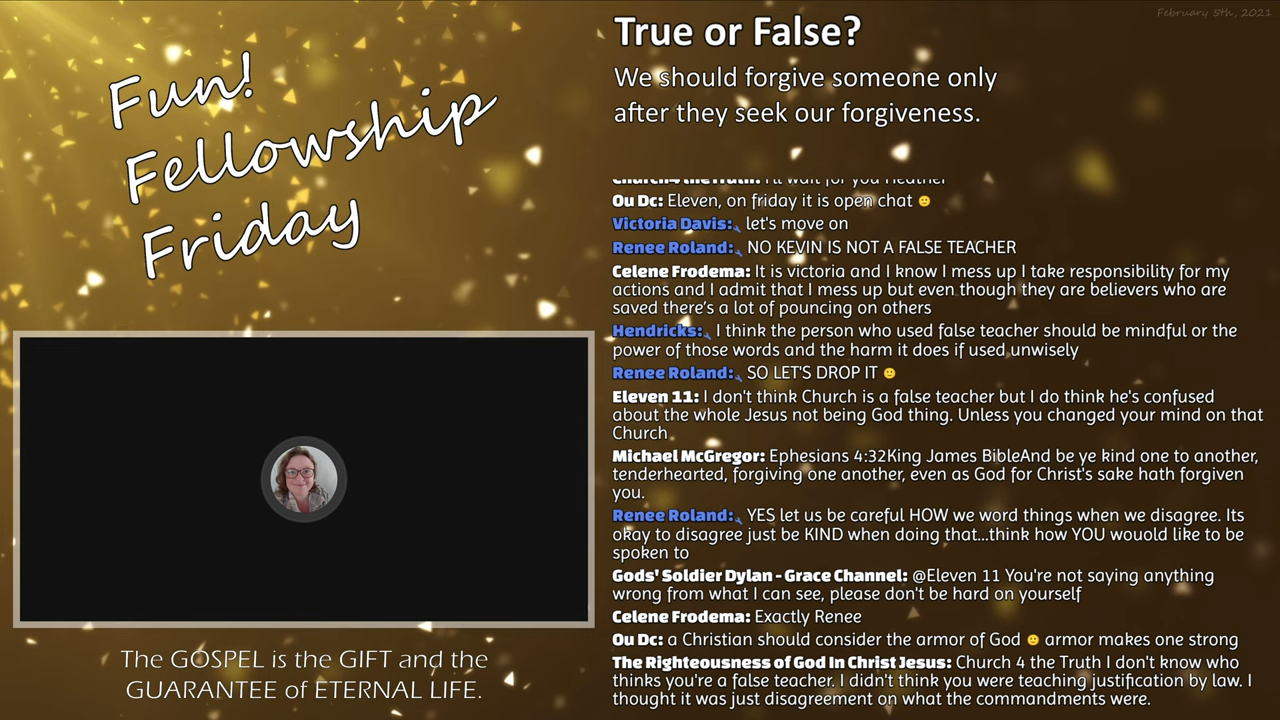 Fun!
Fellowship
Friday
The GOSPEL is the GIFT and the
GUARANTEE of ETERNAL LIFE.
February 5th, 2021
True or False?
We should forgive someone only
after they seek our forgiveness.
Church4 the Truth: I'll wait for you Heather
Ou Dc: Eleven, on friday it is open chat 🙂
Victoria Davis: let's move on
Renee Roland: NO KEVIN IS NOT A FALSE TEACHER
Celene Frodema: It is victoria and I know I mess up I take responsibility for my
actions and I admit that I mess up but even though they are believers who are
saved there's a lot of pouncing on others
Hendricks: I think the person who used false teacher should be mindful or the
power of those words and the harm it does if used unwisely
Renee Roland: SO LET'S DROP IT 🙂
Eleven 11: I don't think Church is a false teacher but I do think he's confused
about the whole Jesus not being God thing. Unless you changed your mind on that
Church
Michael McGregor: Ephesians 4:32King James BibleAnd be ye kind one to another,
tenderhearted, forgiving one another, even as God for Christ's sake hath forgiven
you.
Renee Roland: YES let us be careful HOW we word things when we disagree. Its
okay to disagree just be KIND when doing that...think how YOU wouold like to be
spoken to
Gods' Soldier Dylan - Grace Channel: @Eleven 11 You're not saying anything
wrong from what I can see, please don't be hard on yourself
Celene Frodema: Exactly Renee
Ou Dc: a Christian should consider the armor of God 🙂 armor makes one strong
The Righteousness of God In Christ Jesus: Church 4 the Truth I don't know who
thinks you're a false teacher. I didn't think you were teaching justification by law. I
thought it was just disagreement on what the commandments were.